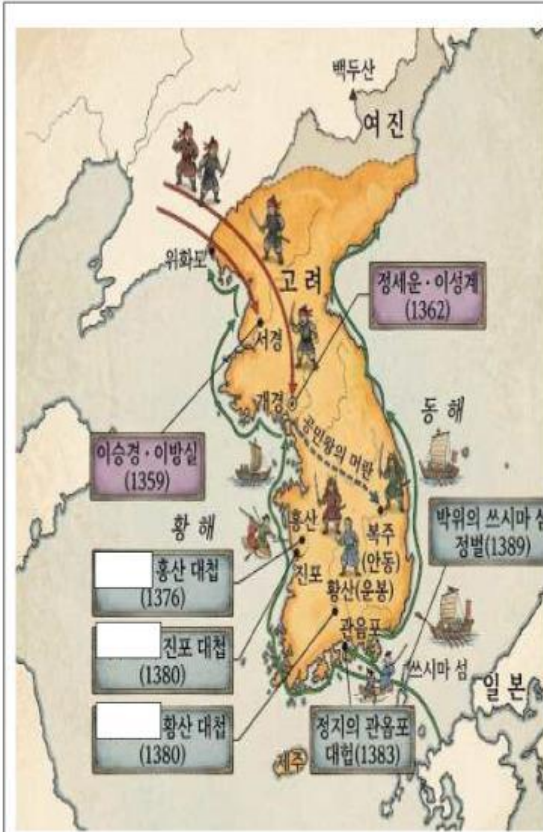 백두산
여진
위화도
고려
정세운·이성계
(1362)
서경
개경
공민왕의 머란
동해
이승경·이방실
(1359)
황해
홍산
진포
복주
(안동)
박위의 쓰시마 섬
정벌(1389)
홍산 대첩
(1376)
황산(운봉)
관음포
진포 대첩
(1380)
쓰시마 섬
일본
황산 대첩
(1380)
정지의 관음포
대험(1383)
제주